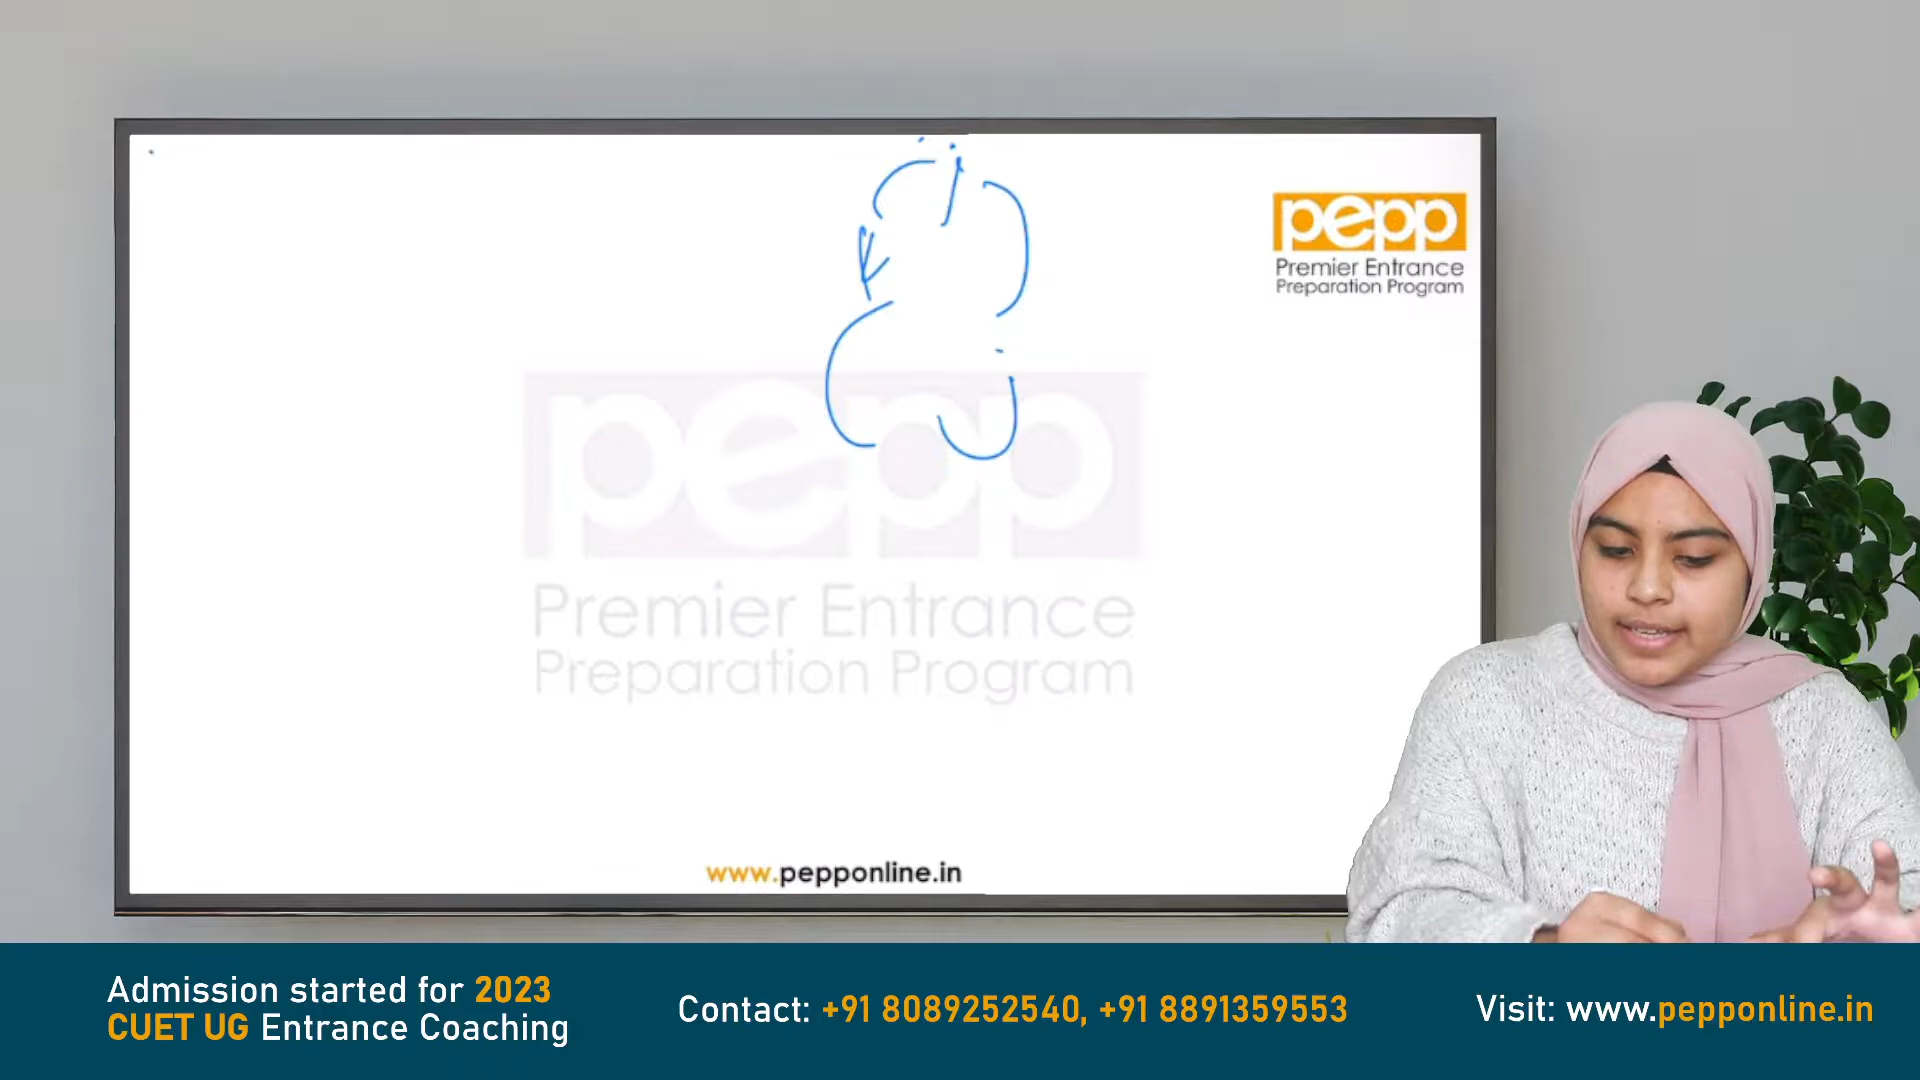 pepp
Premier Entrance
Preparation Program
pepp
Premier Entrance
Preparation Program
www.pepponline.in
Admission started for 2023
CUET UG Entrance Coaching
Contact: +91 8089252540, +91 8891359553
Visit: www.pepponline.in